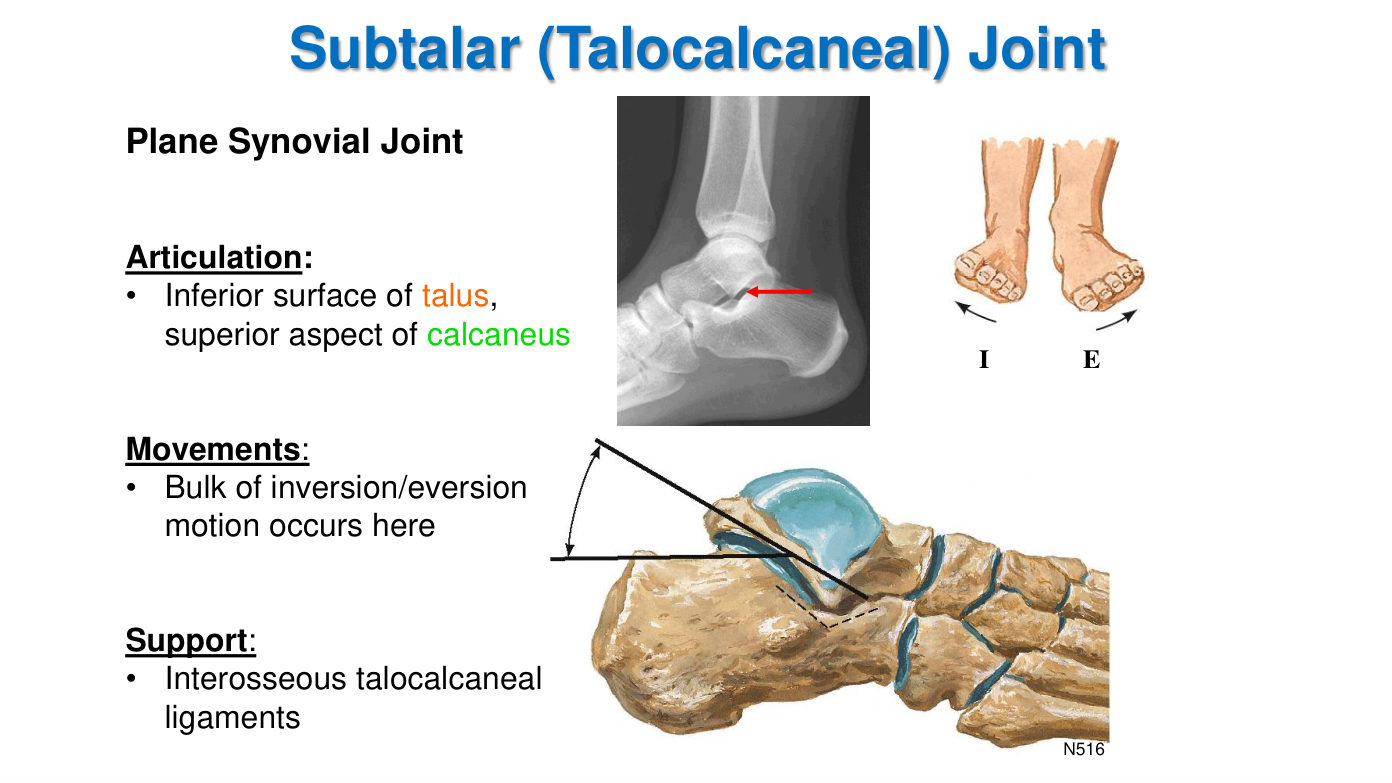 Subtalar (Talocalcaneal) Joint
Plane Synovial Joint
Articulation:
• Inferior surface of talus,
superior aspect of calcaneus
Movements:
• Bulk of inversion/eversion
motion occurs here
Support:
• Interosseous talocalcaneal
ligaments
I E
N516